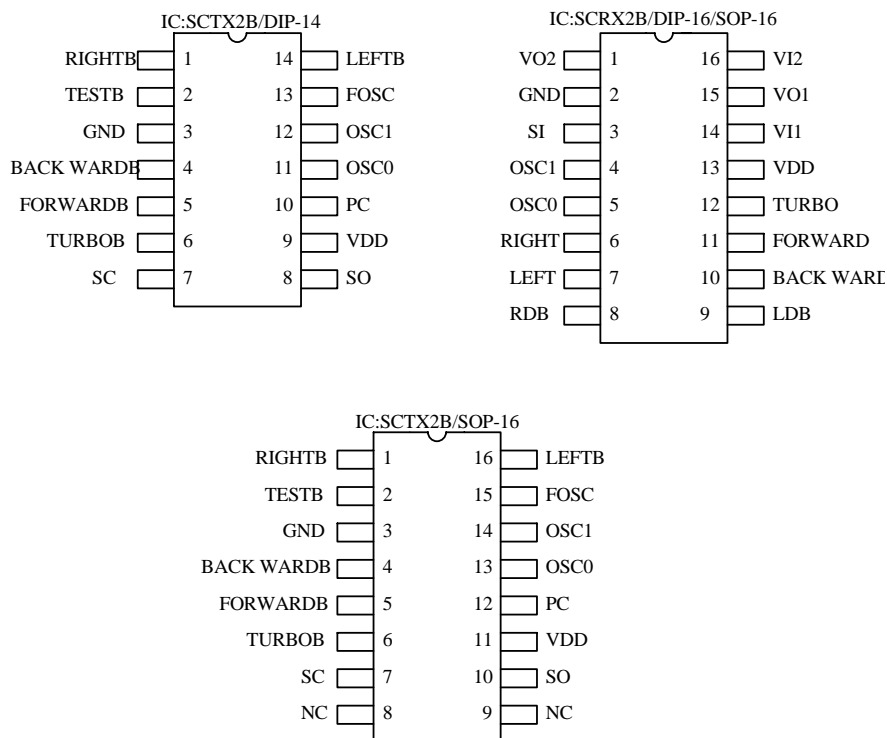 IC:SCTX2B/DIP-14
RIGHTB 1 14 LEFTB
TESTB 2 13 FOSC
GND 3 12 OSC1
BACK WARDB 4 11 OSC0
FORWARDB 5 10 PC
TURBOB 6 9 VDD
SC 7 8 SO
IC:SCRX2B/DIP-16/SOP-16
VO2 1 16 VI2
GND 2 15 VO1
SI 3 14 VI1
OSC1 4 13 VDD
OSC0 5 12 TURBO
RIGHT 6 11 FORWARD
LEFT 7 10 BACK WARD
RDB 8 9 LDB
IC:SCTX2B/SOP-16
RIGHTB 1 16 LEFTB
TESTB 2 15 FOSC
GND 3 14 OSC1
BACK WARDB 4 13 OSC0
FORWARDB 5 12 PC
TURBOB 6 11 VDD
SC 7 10 SO
NC 8 9 NC